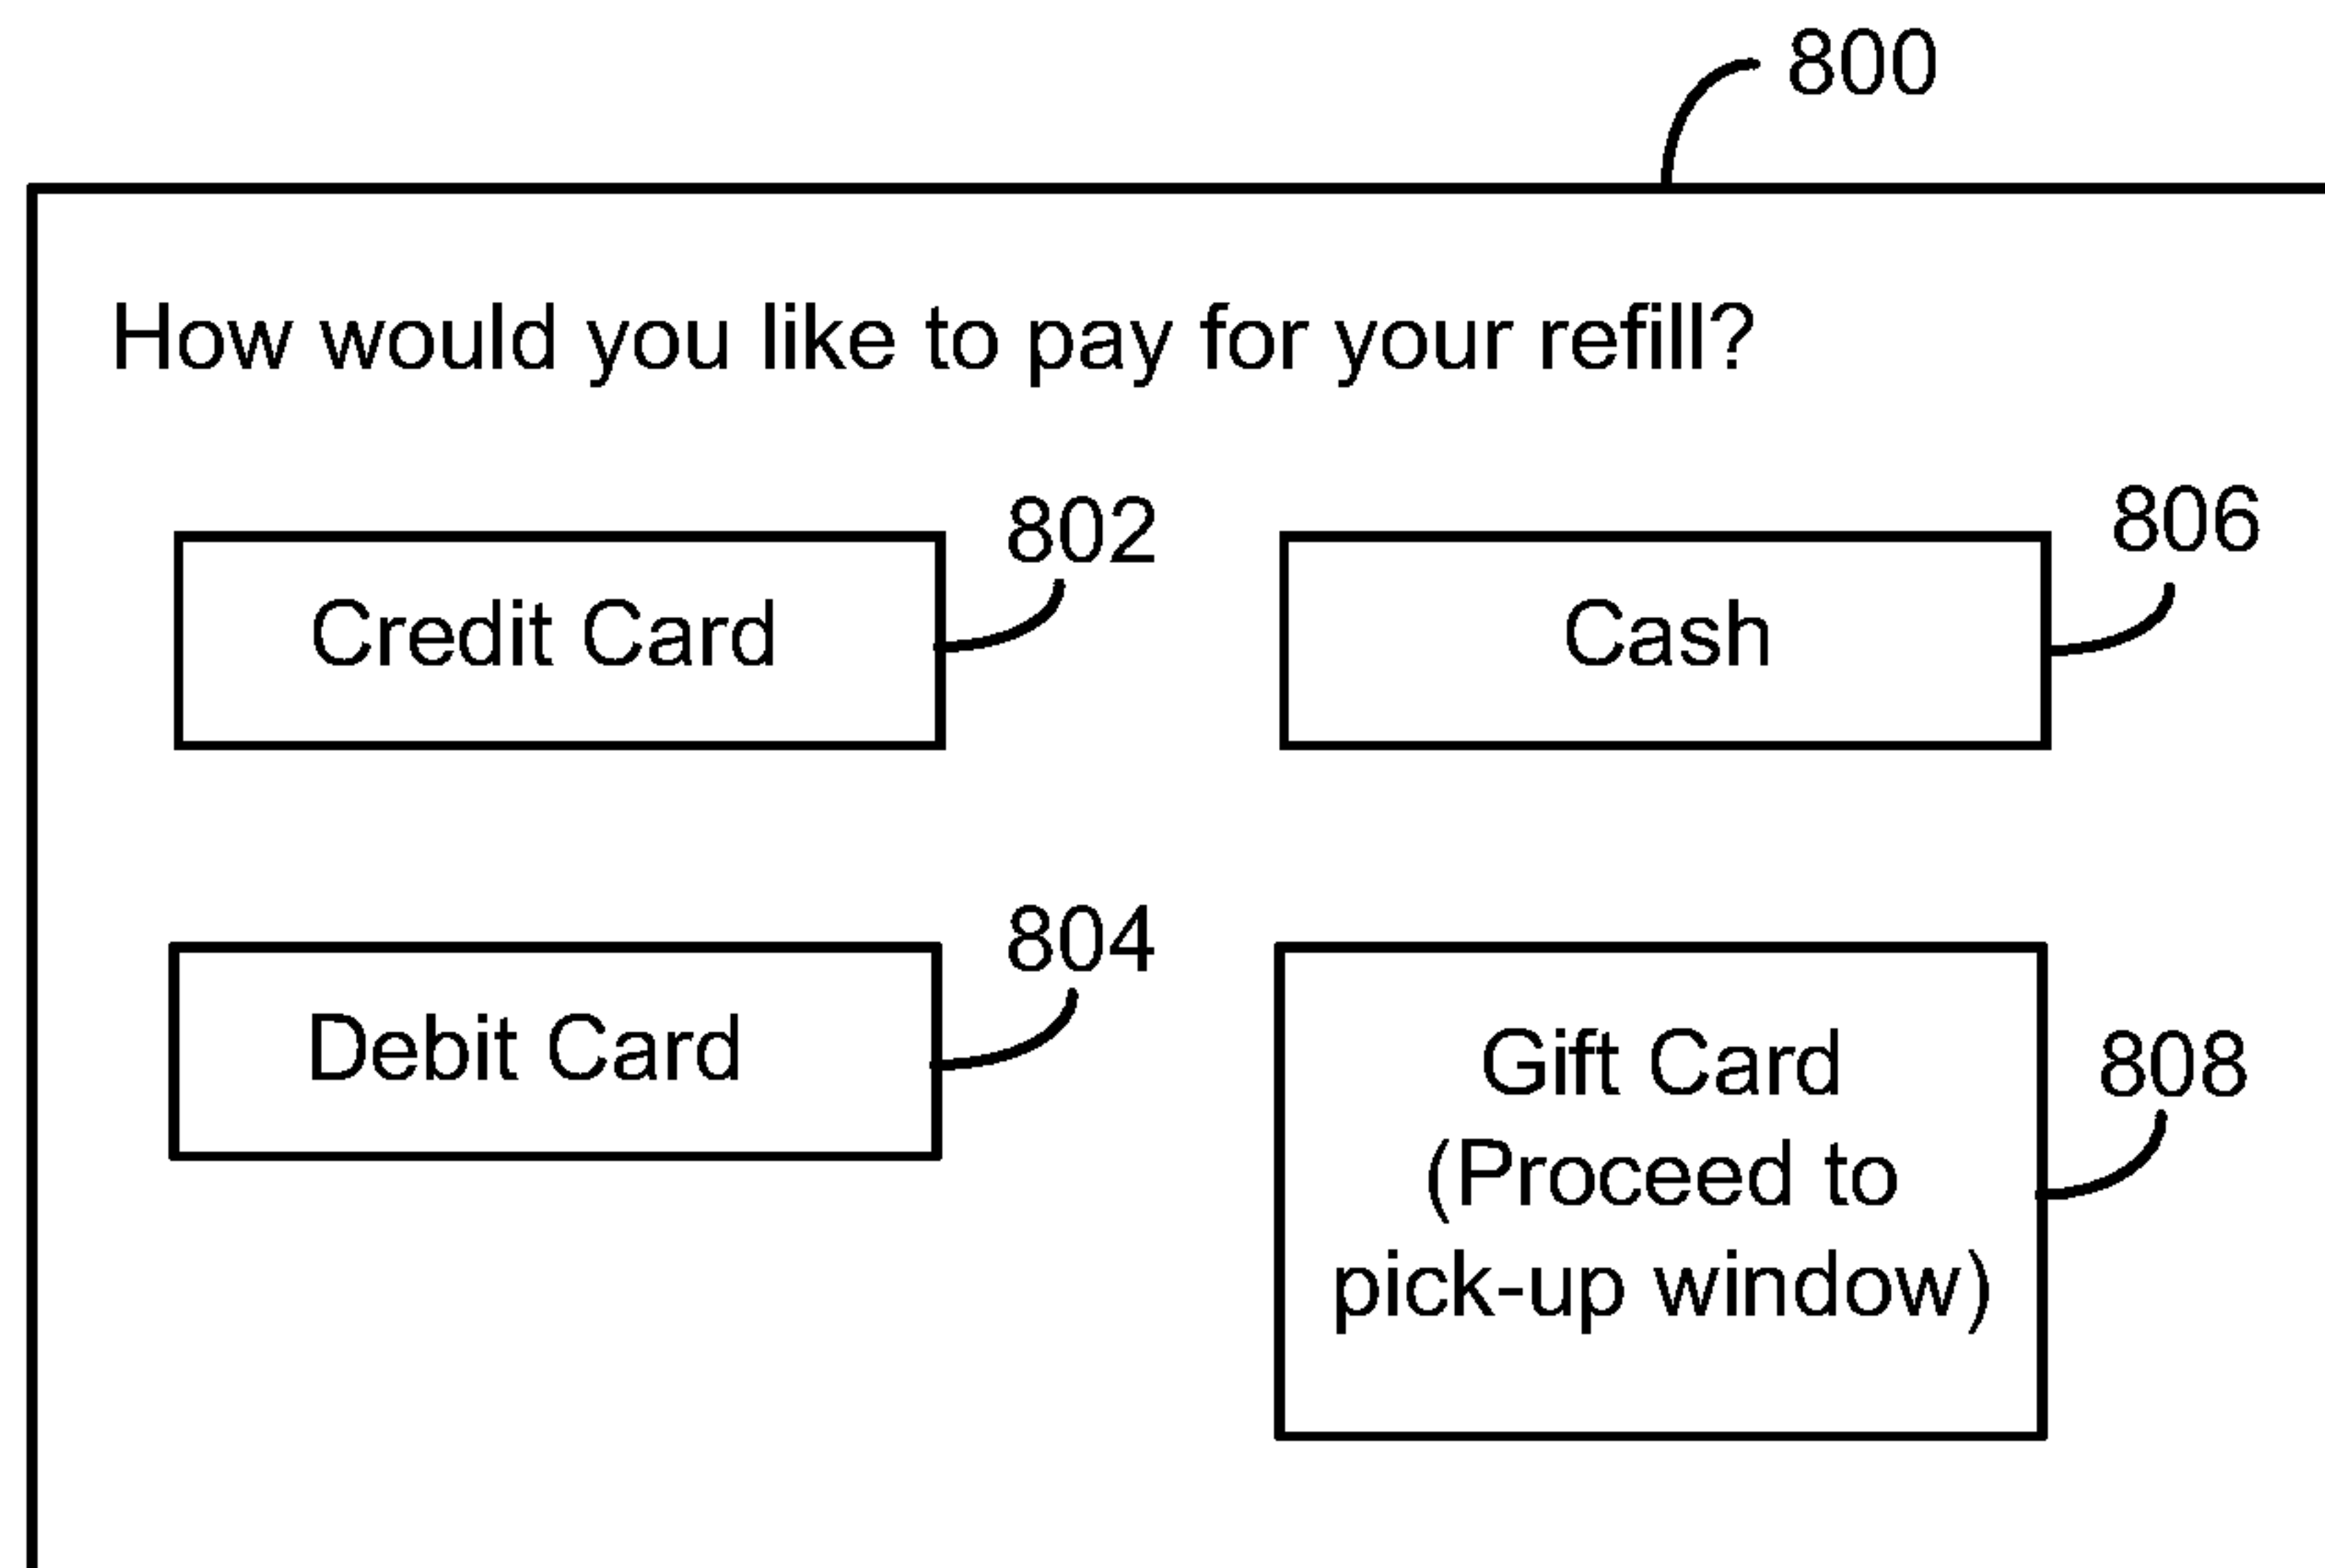 800
How would you like to pay for your refill?
802
806
Credit Card
Cash
804
Debit Card
Gift Card
(Proceed to
pick-up window)
808